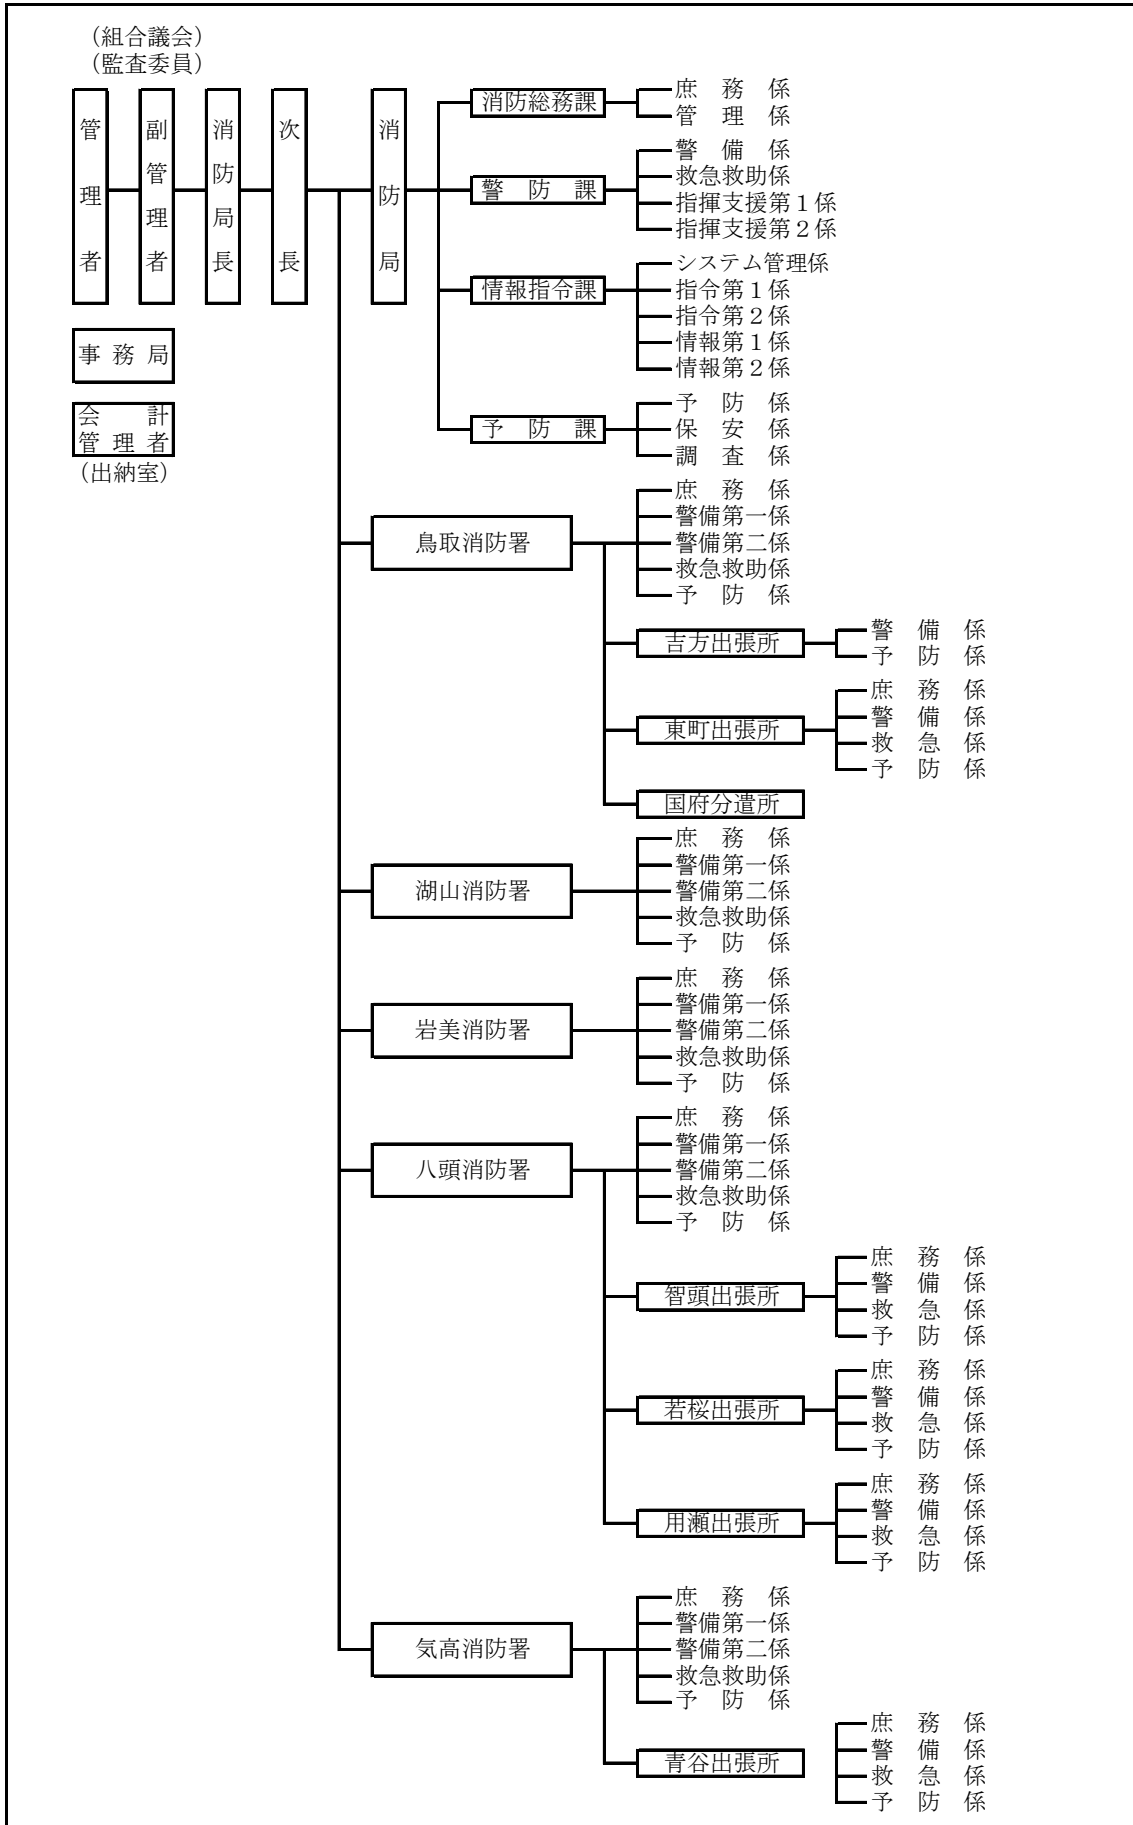 （組合議会）
（監査委員）
管理者
副管理者
消防局長
次長
消防局
事務局
会計
管理者
（出納室）
消防総務課
庶務係
管理係
警防課
警備係
救急救助係
指揮支援第１係
指揮支援第２係
情報指令課
システム管理係
指令第１係
指令第２係
情報第１係
情報第２係
予防課
予防係
保安係
調査係
鳥取消防署
庶務係
警備第一係
警備第二係
救急救助係
予防係
吉方出張所
警備係
予防係
東町出張所
庶務係
警備係
救急係
予防係
国府分遣所
湖山消防署
庶務係
警備第一係
警備第二係
救急救助係
予防係
岩美消防署
庶務係
警備第一係
警備第二係
救急救助係
予防係
八頭消防署
庶務係
警備第一係
警備第二係
救急救助係
予防係
智頭出張所
庶務係
警備係
救急係
予防係
若桜出張所
庶務係
警備係
救急係
予防係
用瀬出張所
庶務係
警備係
救急係
予防係
気高消防署
庶務係
警備第一係
警備第二係
救急救助係
予防係
青谷出張所
庶務係
警備係
救急係
予防係